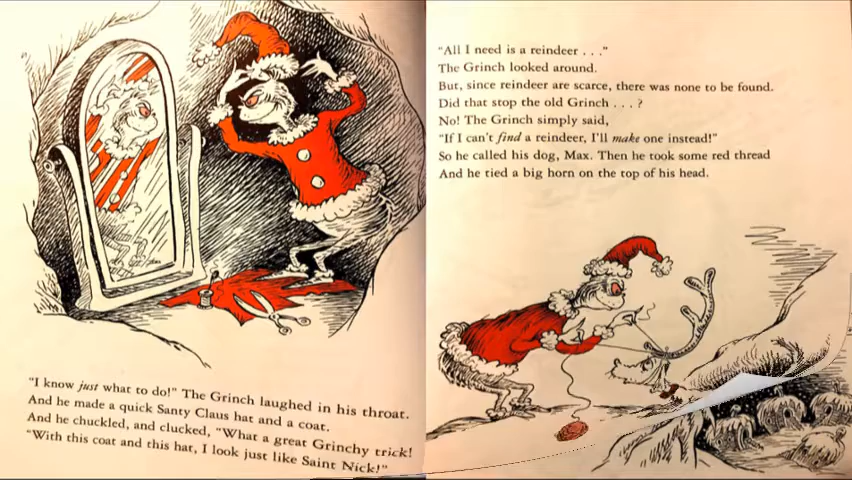 "I know just what to do!" The Grinch laughed in his throat.
And he made a quick Santy Claus hat and a coat.
And he chuckled, and clucked, "What a great Grinchy trick!
"With this coat and this hat, I look just like Saint Nick!"
"All I need is a reindeer . . ."
The Grinch looked around.
But, since reindeer are scarce, there was none to be found.
Did that stop the old Grinch . . . ?
No! The Grinch simply said,
"If I can't find a reindeer, I'll make one instead!"
So he called his dog, Max. Then he took some red thread
And he tied a big horn on the top of his head.